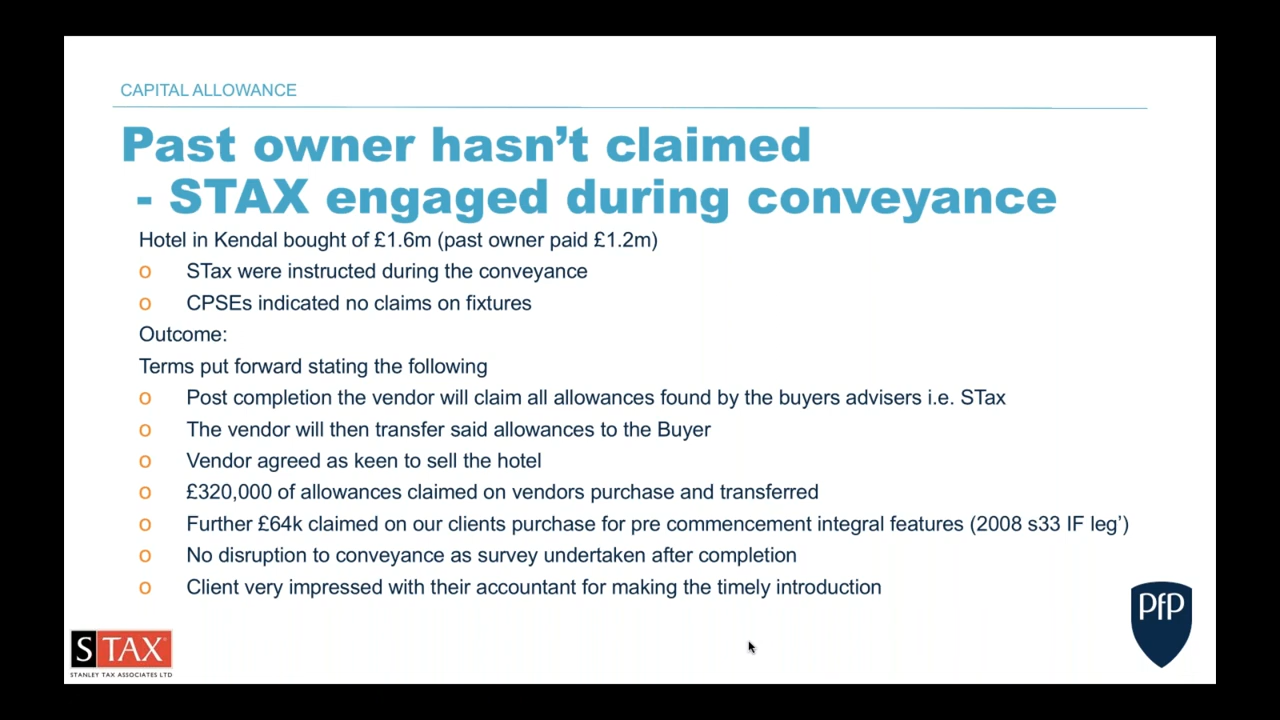 CAPITAL ALLOWANCE
Past owner hasn’t claimed
- STAX engaged during conveyance
Hotel in Kendal bought of £1.6m (past owner paid £1.2m)
o STax were instructed during the conveyance
o CPSEs indicated no claims on fixtures
Outcome:
Terms put forward stating the following
o Post completion the vendor will claim all allowances found by the buyers advisers i.e. STax
o The vendor will then transfer said allowances to the Buyer
o Vendor agreed as keen to sell the hotel
o £320,000 of allowances claimed on vendors purchase and transferred
o Further £64k claimed on our clients purchase for pre commencement integral features (2008 s33 IF leg’)
o No disruption to conveyance as survey undertaken after completion
o Client very impressed with their accountant for making the timely introduction
PfP
STAX
STANLEY TAX ASSOCIATES LTD